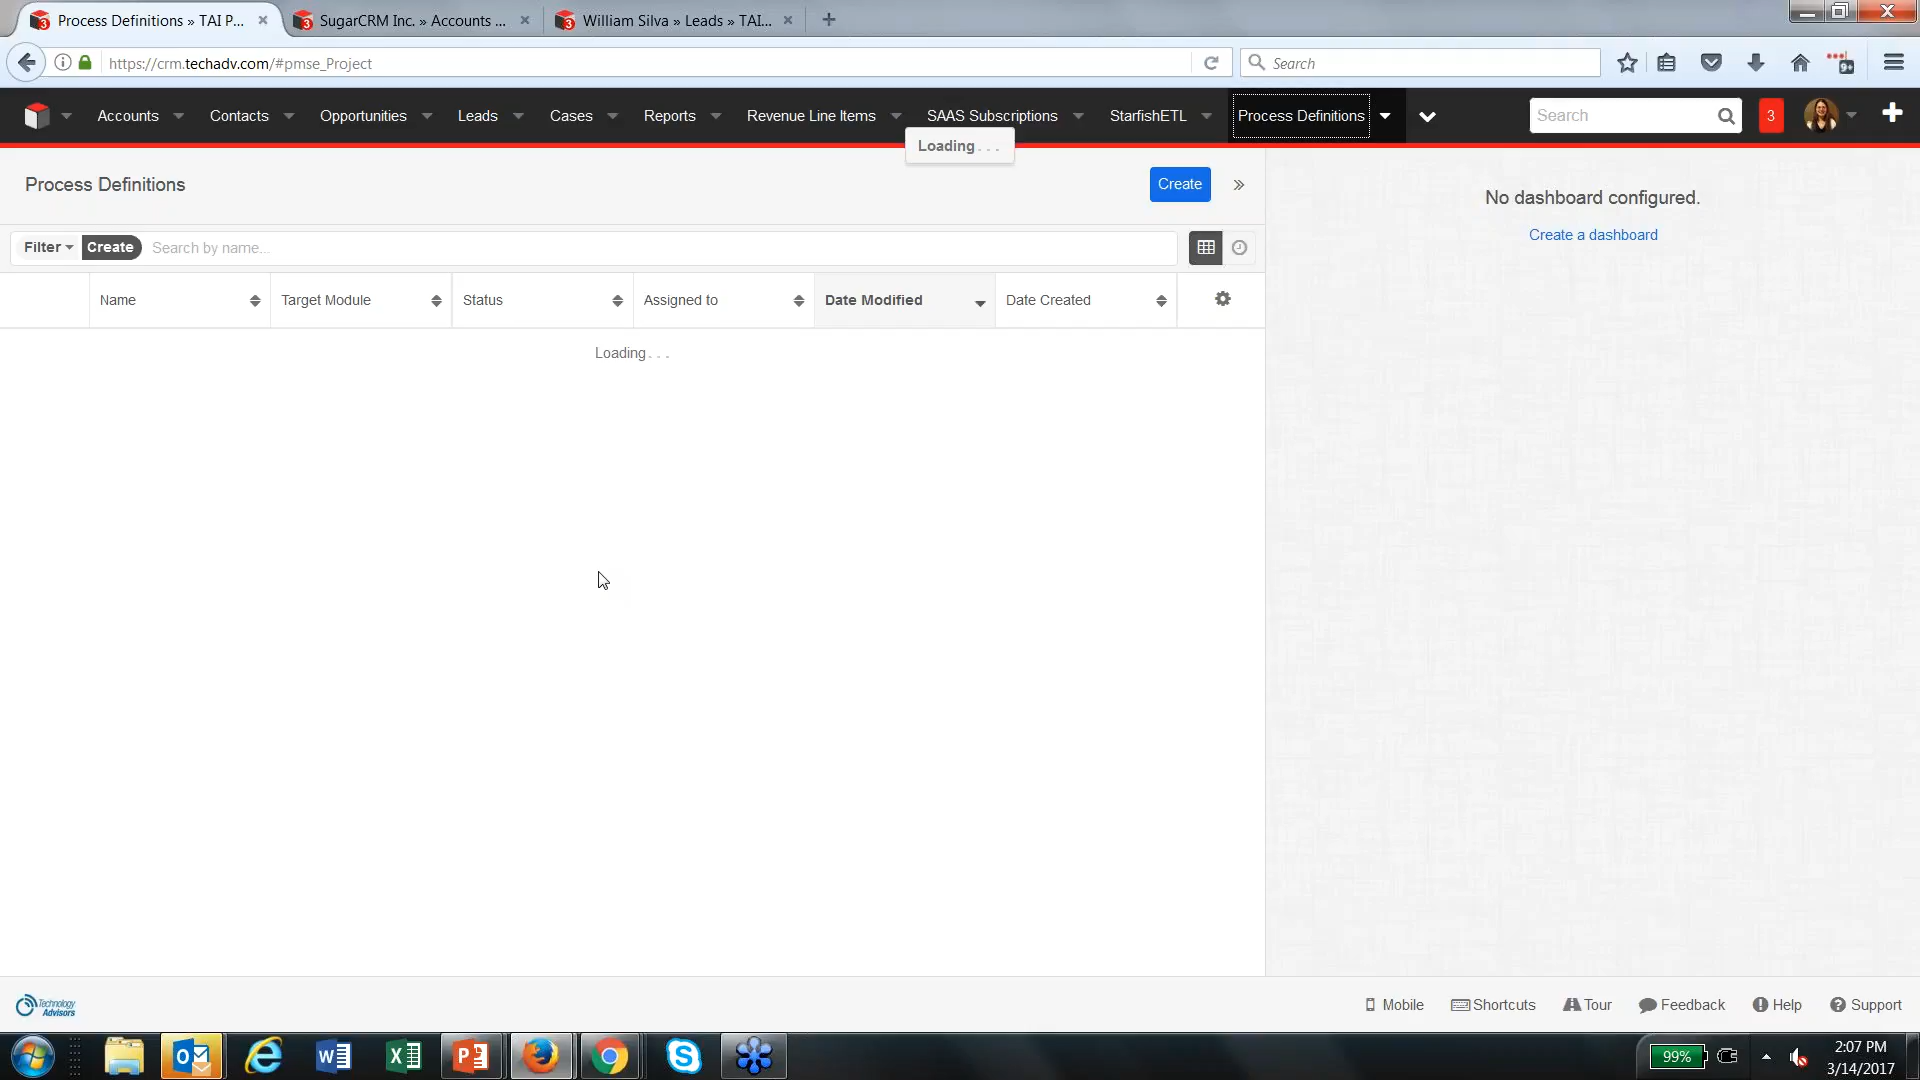 Process Definitions » TAI P...
SugarCRM Inc. » Accounts ...
William Silva » Leads » TAI...
https://crm.techadv.com/#pmse_Project
Search
9+
Accounts Contacts Opportunities Leads Cases Reports Revenue Line Items SAAS Subscriptions StarfishETL Process Definitions
Search
3
Loading . . .
Process Definitions
Create
No dashboard configured.
Create a dashboard
Filter Create Search by name...
Name Target Module Status Assigned to Date Modified Date Created
Loading . . .
Technology
Advisors
Mobile Shortcuts Tour Feedback Help Support
99%
2:07 PM
3/14/2017